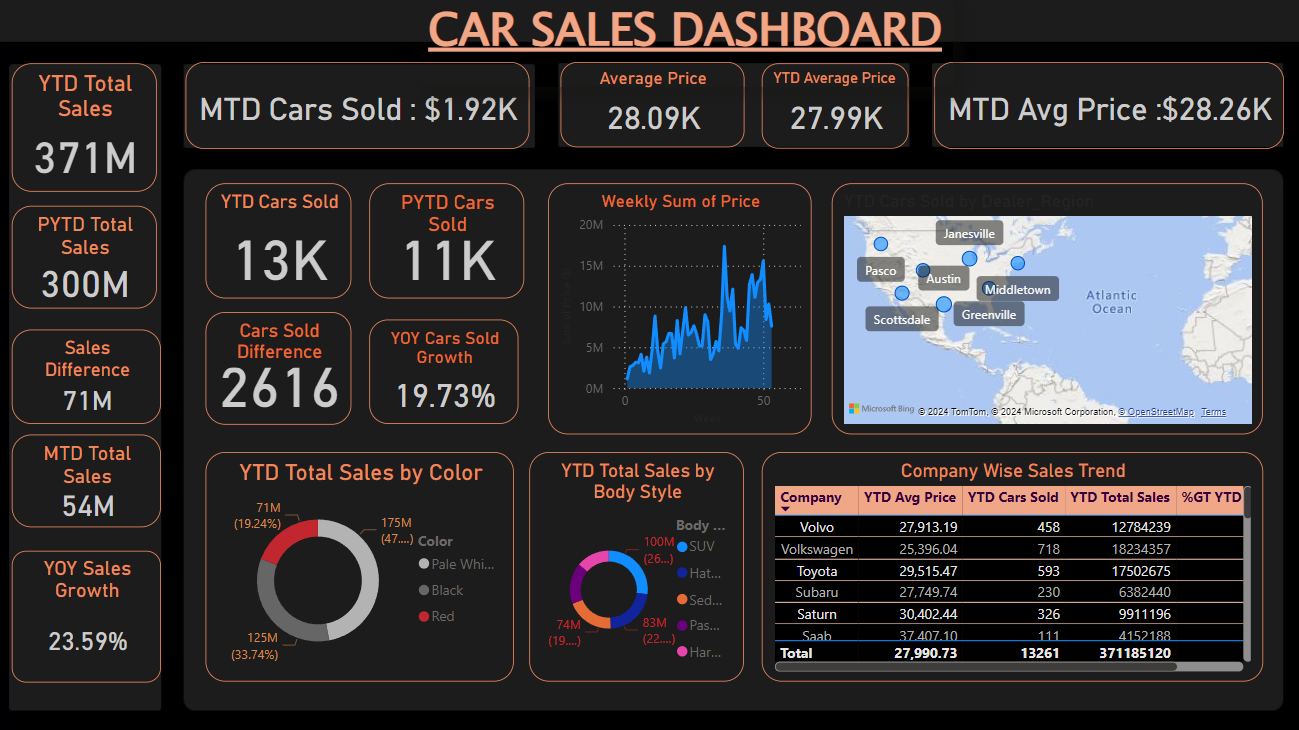 CAR SALES DASHBOARD
YTD Total
Sales
371M
PYTD Total
Sales
300M
Sales
Difference
71M
MTD Total
Sales
54M
YOY Sales
Growth
23.59%
MTD Cars Sold : $1.92K
Average Price
28.09K
YTD Average Price
27.99K
MTD Avg Price :$28.26K
YTD Cars Sold
13K
PYTD Cars
Sold
11K
Cars Sold
Difference
2616
YOY Cars Sold
Growth
19.73%
Weekly Sum of Price
20M
15M
10M
5M
0M
0
50
YTD Cars Sold by Dealer_Region
Janesville
Pasco
Austin
Middletown
Scottsdale
Greenville
Atlantic
Ocean
Microsoft Bing
© 2024 TomTom, © 2024 Microsoft Corporation, © OpenStreetMap Terms
YTD Total Sales by Color
71M
(19.24%)
175M
(47....)
125M
(33.74%)
Color
Pale Whi...
Black
Red
YTD Total Sales by
Body Style
100M
(26...)
83M
(22....)
74M
(19....)
Body ...
SUV
Hat...
Sed...
Pas...
Har...
Company Wise Sales Trend
Company YTD Avg Price YTD Cars Sold YTD Total Sales %GT YTD
Volvo 27,913.19 458 12784239
Volkswagen 25,396.04 718 18234357
Toyota 29,515.47 593 17502675
Subaru 27,749.74 230 6382440
Saturn 30,402.44 326 9911196
Saab 37,407.10 111 4152188
Total 27,990.73 13261 371185120